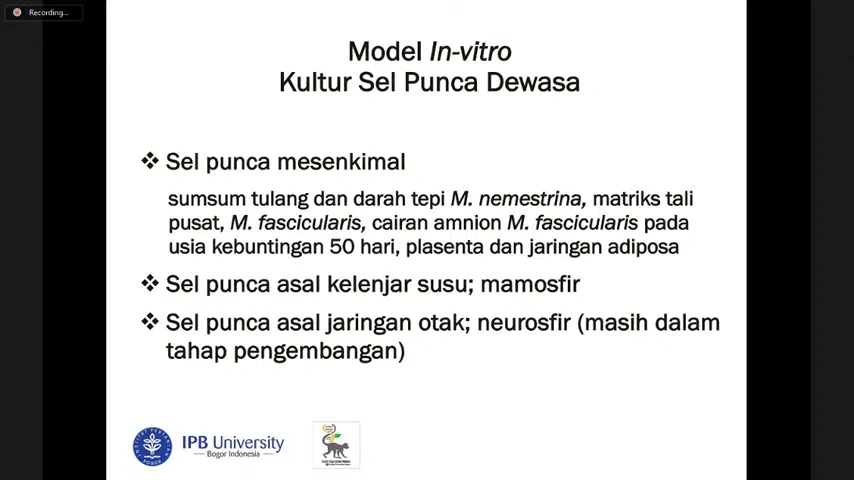 Recording...
Model In-vitro
Kultur Sel Punca Dewasa
❖ Sel punca mesenkimal
sumsum tulang dan darah tepi M. nemestrina, matriks tali
pusat, M. fascicularis, cairan amnion M. fascicularis pada
usia kebuntingan 50 hari, plasenta dan jaringan adiposa
❖ Sel punca asal kelenjar susu; mamosfir
❖ Sel punca asal jaringan otak; neurosfir (masih dalam
tahap pengembangan)
IPB University
Bogor Indonesia